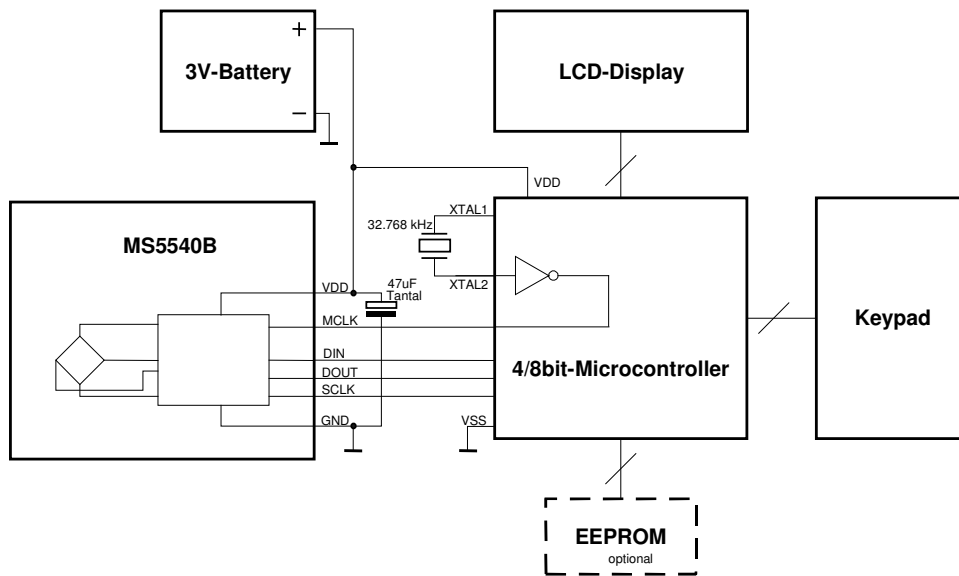 +
3V-Battery
−
LCD-Display
VDD
MS5540B
32.768 kHz
XTAL1
XTAL2
VDD
47uF
Tantal
MCLK
DIN
DOUT
SCLK
GND
VSS
4/8bit-Microcontroller
Keypad
EEPROM
optional